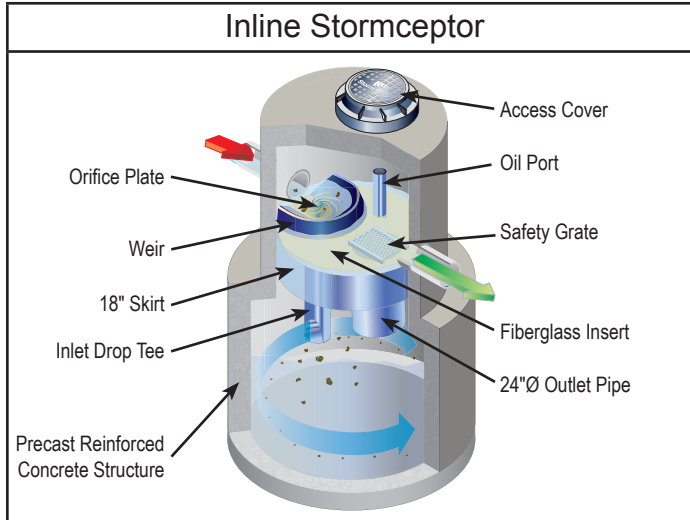 Inline Stormceptor
Access Cover
Oil Port
Orifice Plate
Safety Grate
Weir
18" Skirt
Fiberglass Insert
Inlet Drop Tee
24"Ø Outlet Pipe
Precast Reinforced
Concrete Structure